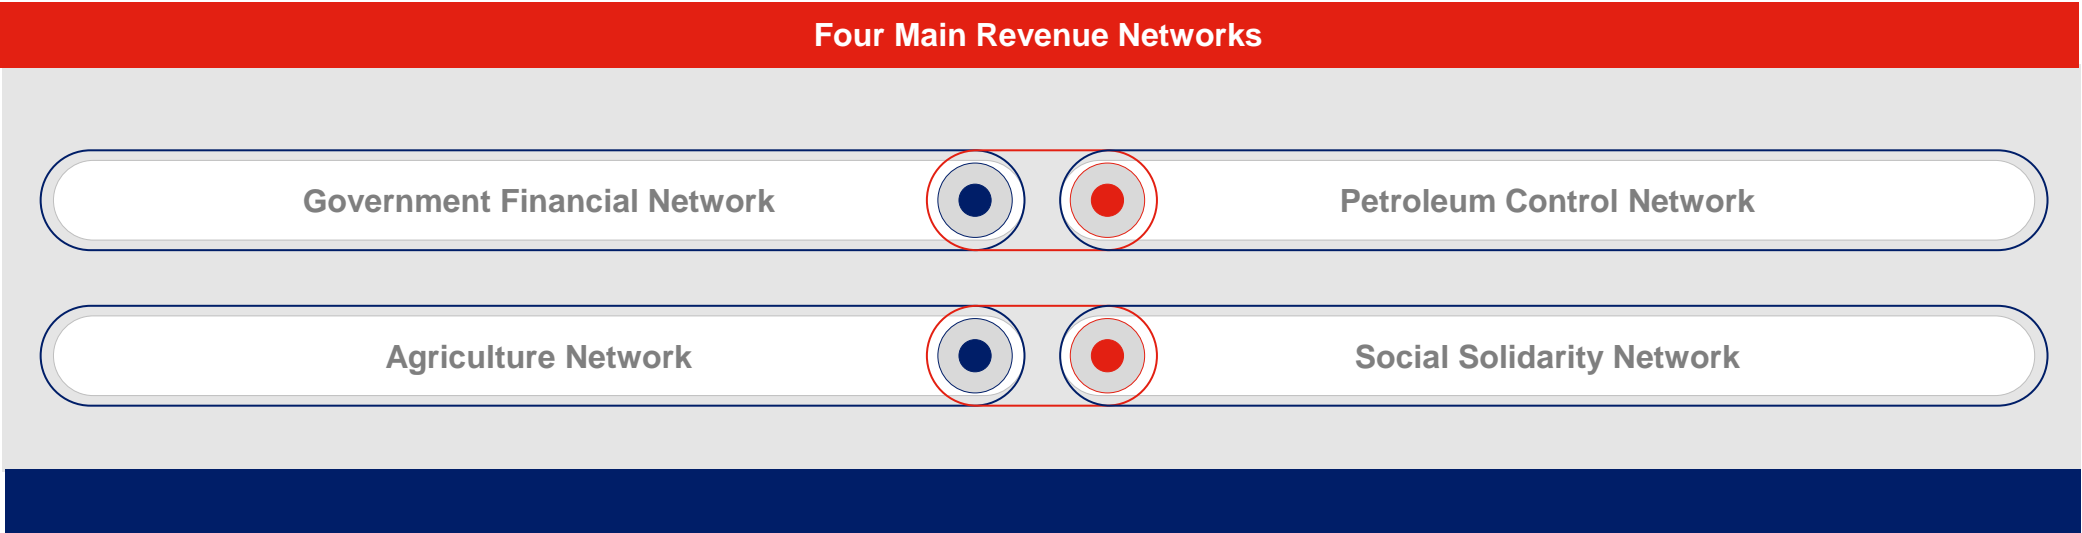 Four Main Revenue Networks
Government Financial Network
Petroleum Control Network
Agriculture Network
Social Solidarity Network